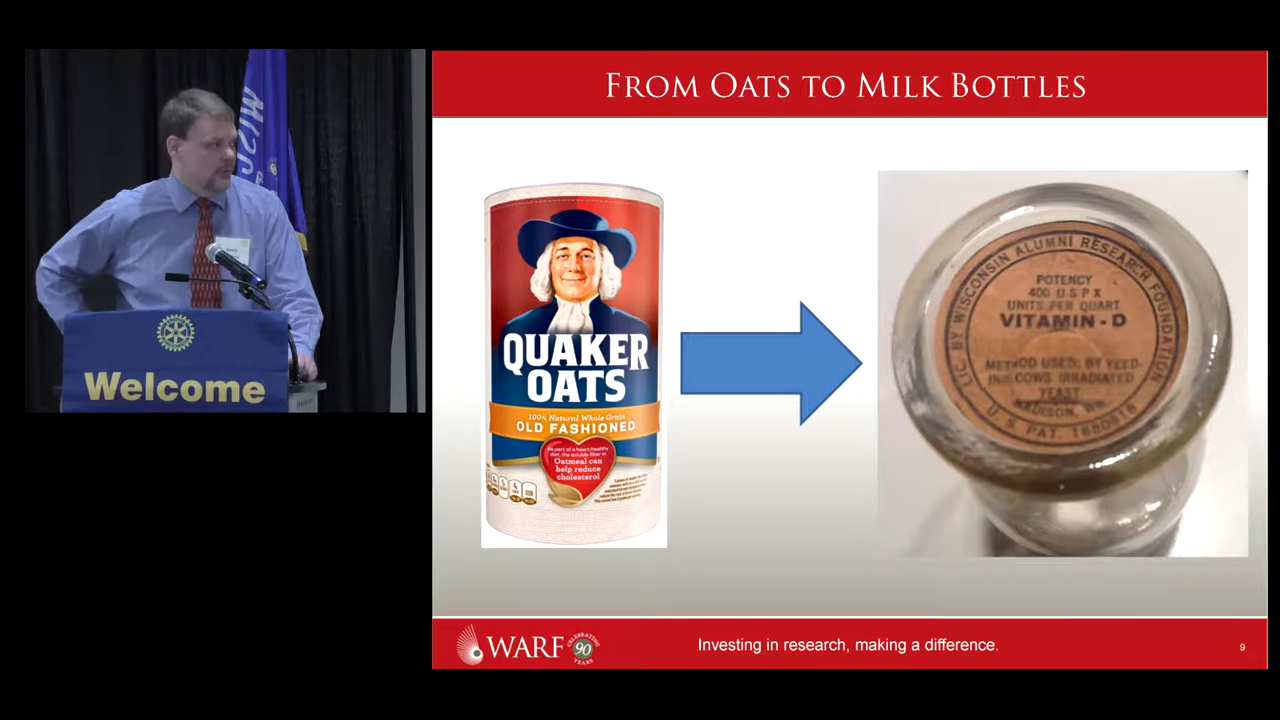 WISC
Welcome
FROM OATS TO MILK BOTTLES
QUAKER
OATS
100% Natural Whole Grain
OLD FASHIONED
Oatmeal can
help reduce
cholesterol
LIC. BY WISCONSIN ALUMNI RESEARCH FOUNDATION
POTENCY
400 U S P X
UNITS PER QUART
VITAMIN-D
METHOD USED: BY FEED-
ING COWS IRRADIATED
YEAST
MADISON, WIS.
U.S. PAT. 1680818
WARF
CELEBRATING
90
YEARS
Investing in research, making a difference.
9